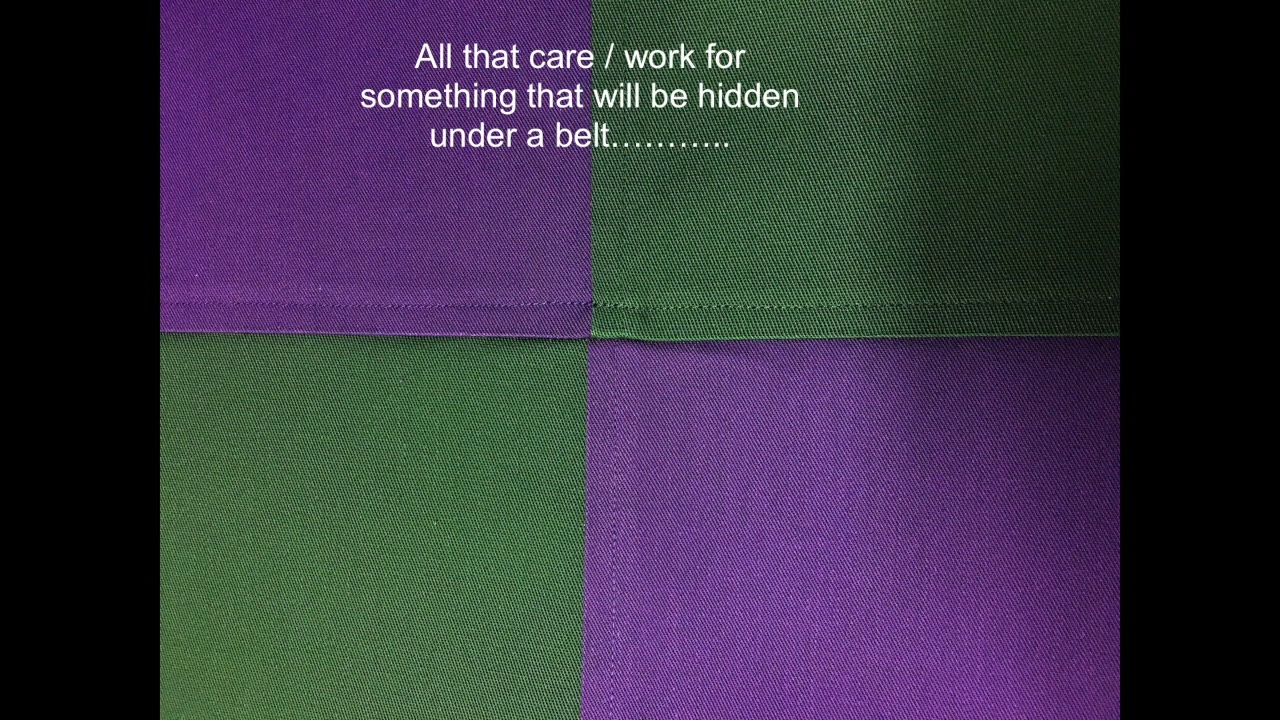 All that care / work for
something that will be hidden
under a belt………..